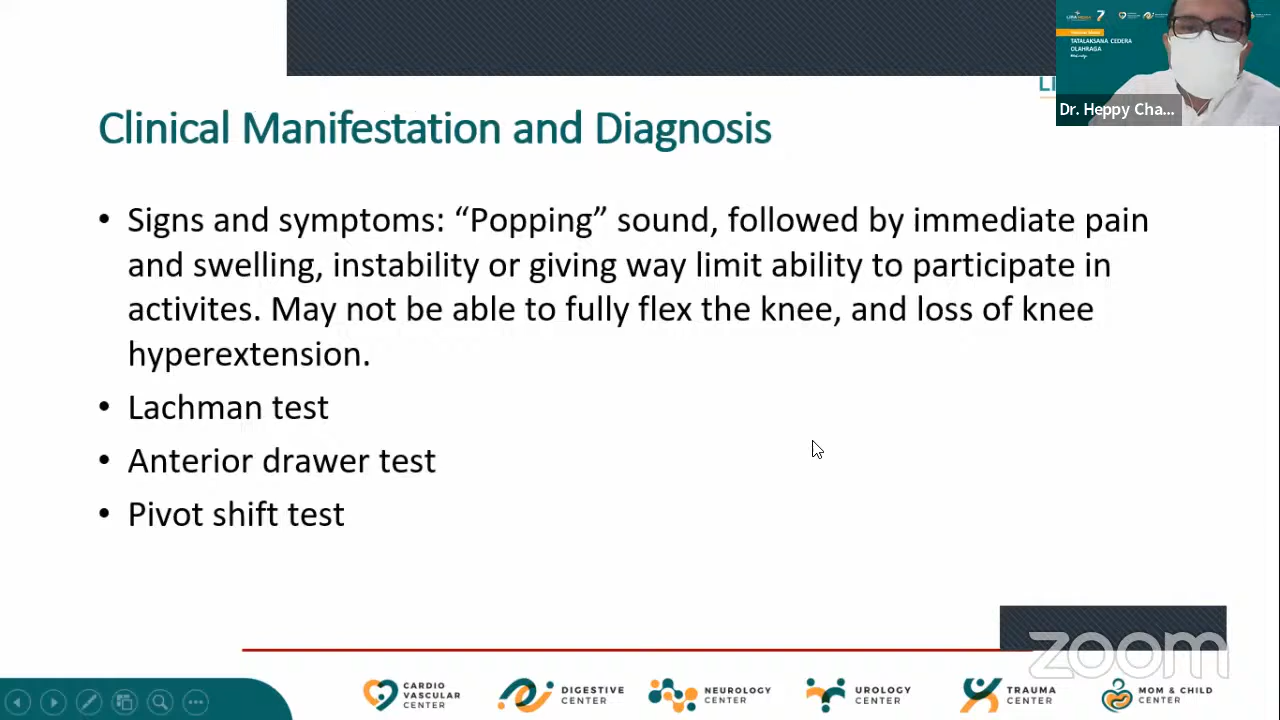 TATALAKSANA CEDERA
OLAHRAGA
LI
Dr. Heppy Cha...
Clinical Manifestation and Diagnosis
• Signs and symptoms: “Popping” sound, followed by immediate pain
and swelling, instability or giving way limit ability to participate in
activites. May not be able to fully flex the knee, and loss of knee
hyperextension.
• Lachman test
• Anterior drawer test
• Pivot shift test
zoom
CARDIO
VASCULAR
CENTER
DIGESTIVE
CENTER
NEUROLOGY
CENTER
UROLOGY
CENTER
TRAUMA
CENTER
MOM & CHILD
CENTER